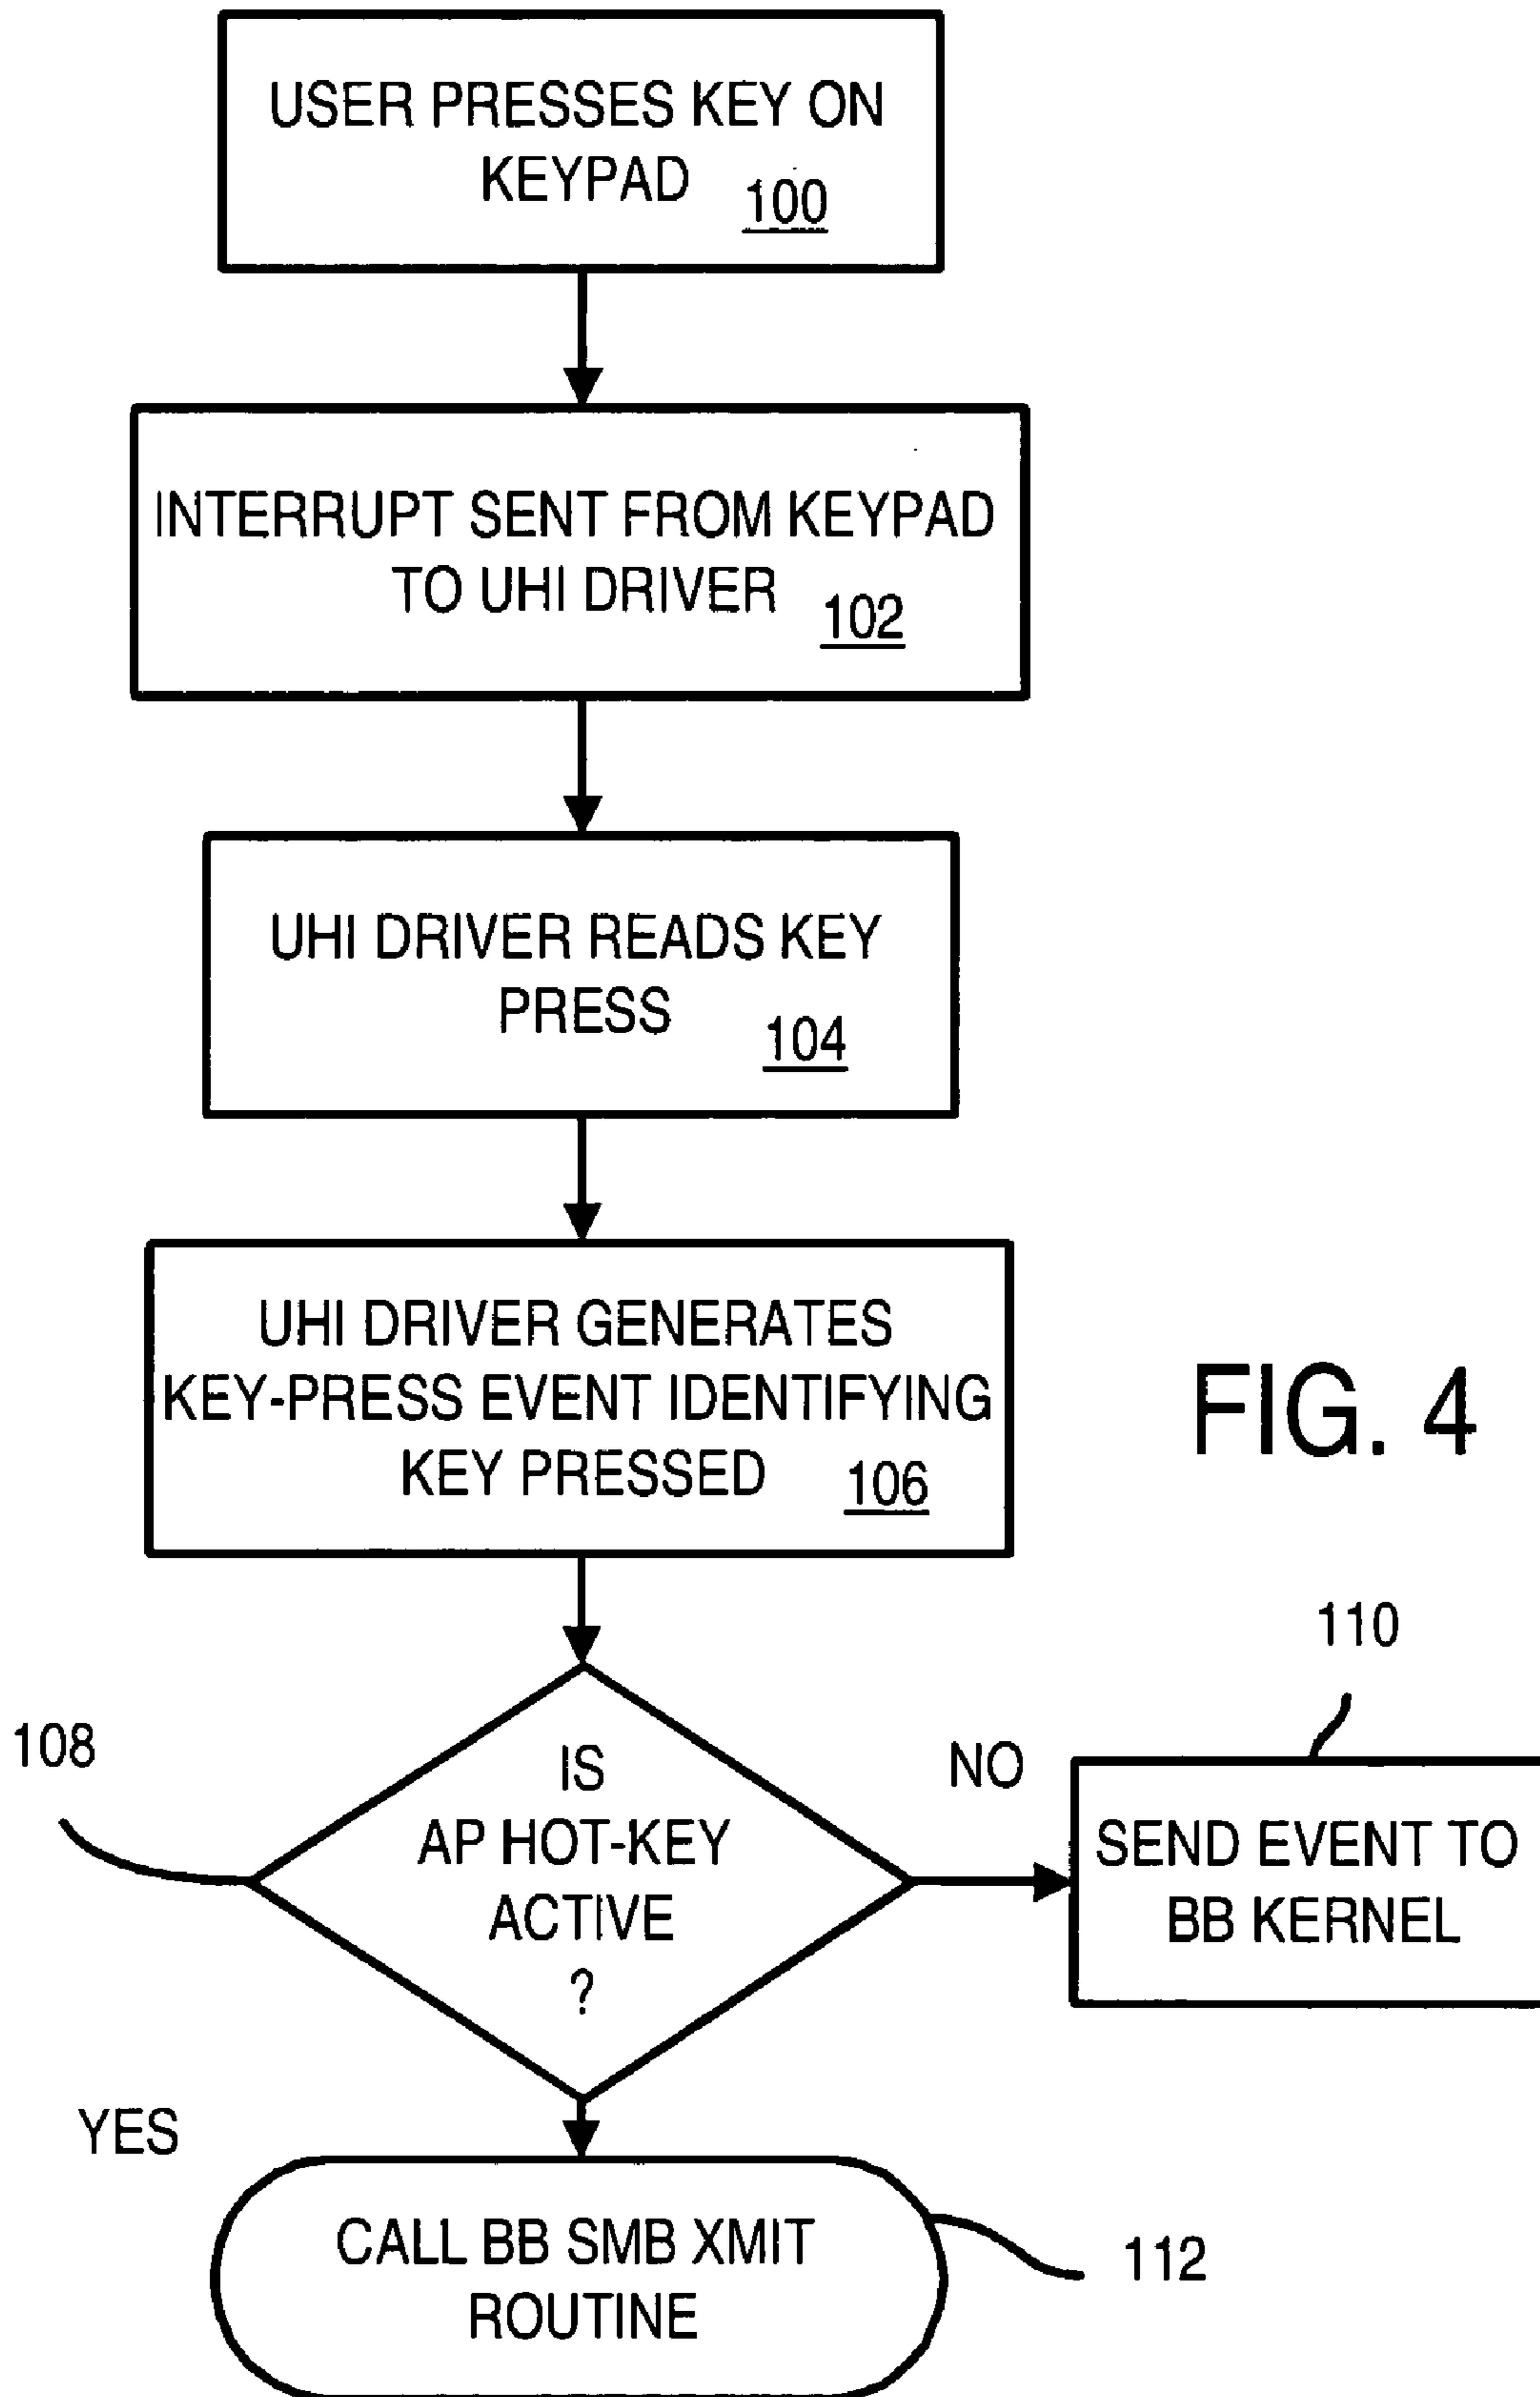 USER PRESSES KEY ON
KEYPAD 100
INTERRUPT SENT FROM KEYPAD
TO UHI DRIVER 102
UHI DRIVER READS KEY
PRESS 104
UHI DRIVER GENERATES
KEY-PRESS EVENT IDENTIFYING
KEY PRESSED 106
FIG. 4
108
IS
AP HOT-KEY
ACTIVE
?
NO
110
SEND EVENT TO
BB KERNEL
YES
CALL BB SMB XMIT
ROUTINE
112